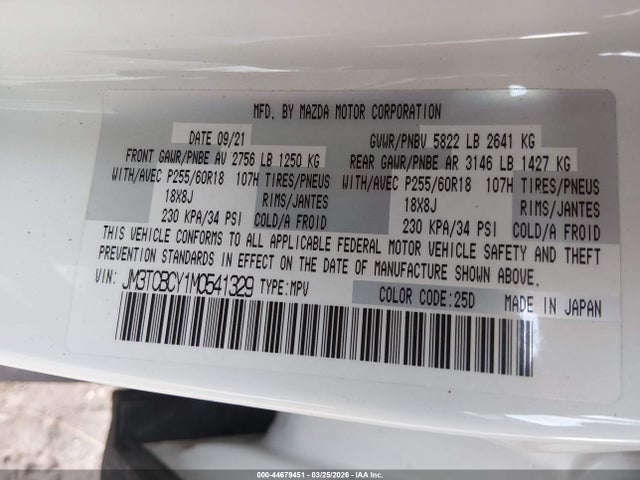 MFD. BY MAZDA MOTOR CORPORATION
DATE 09/21 GVWR/PNBV 5822 LB 2641 KG
FRONT GAWR/PNBE AV 2756 LB 1250 KG REAR GAWR/PNBE AR 3146 LB 1427 KG
WITH/AVEC P255/60R18 107H TIRES/PNEUS WITH/AVEC P255/60R18 107H TIRES/PNEUS
18X8J RIMS/JANTES 18X8J RIMS/JANTES
230 KPA/34 PSI COLD/A FROID 230 KPA/34 PSI COLD/A FROID
THIS VEHICLE CONFORMS TO ALL APPLICABLE FEDERAL MOTOR VEHICLE SAFETY AND THEFT
PREVENTION STANDARDS IN EFFECT ON THE DATE OF MANUFACTURE SHOWN ABOVE.
VIN: JM3TCBCY1M0541329 TYPE:MPV COLOR CODE:25D MADE IN JAPAN
000-44679451 - 03/25/2026 - IAA Inc.